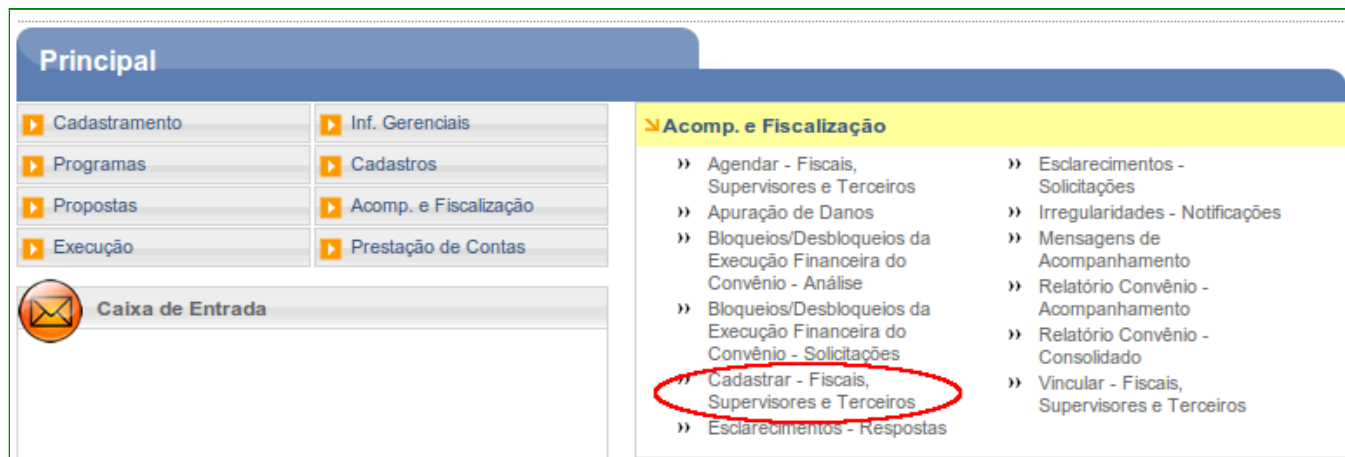 Principal
Cadastramento
Inf. Gerenciais
Programas
Cadastros
Propostas
Acomp. e Fiscalização
Execução
Prestação de Contas
Caixa de Entrada
Acomp. e Fiscalização
Agendar - Fiscais,
Supervisores e Terceiros
Apuração de Danos
Bloqueios/Desbloqueios da
Execução Financeira do
Convênio - Análise
Bloqueios/Desbloqueios da
Execução Financeira do
Convênio - Solicitações
Cadastrar - Fiscais,
Supervisores e Terceiros
Esclarecimentos - Respostas
Esclarecimentos -
Solicitações
Irregularidades - Notificações
Mensagens de
Acompanhamento
Relatório Convênio -
Acompanhamento
Relatório Convênio -
Consolidado
Vincular - Fiscais,
Supervisores e Terceiros